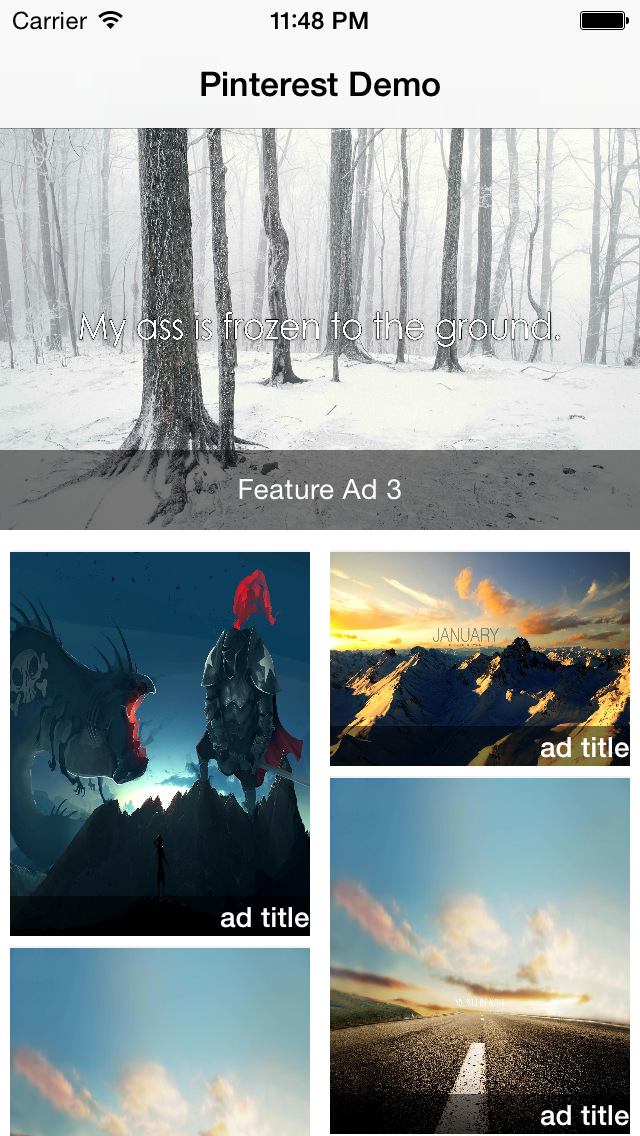 Carrier 11:48 PM
Pinterest Demo
My ass is frozen to the ground.
Feature Ad 3
JANUARY
ad title
ad title
ad title